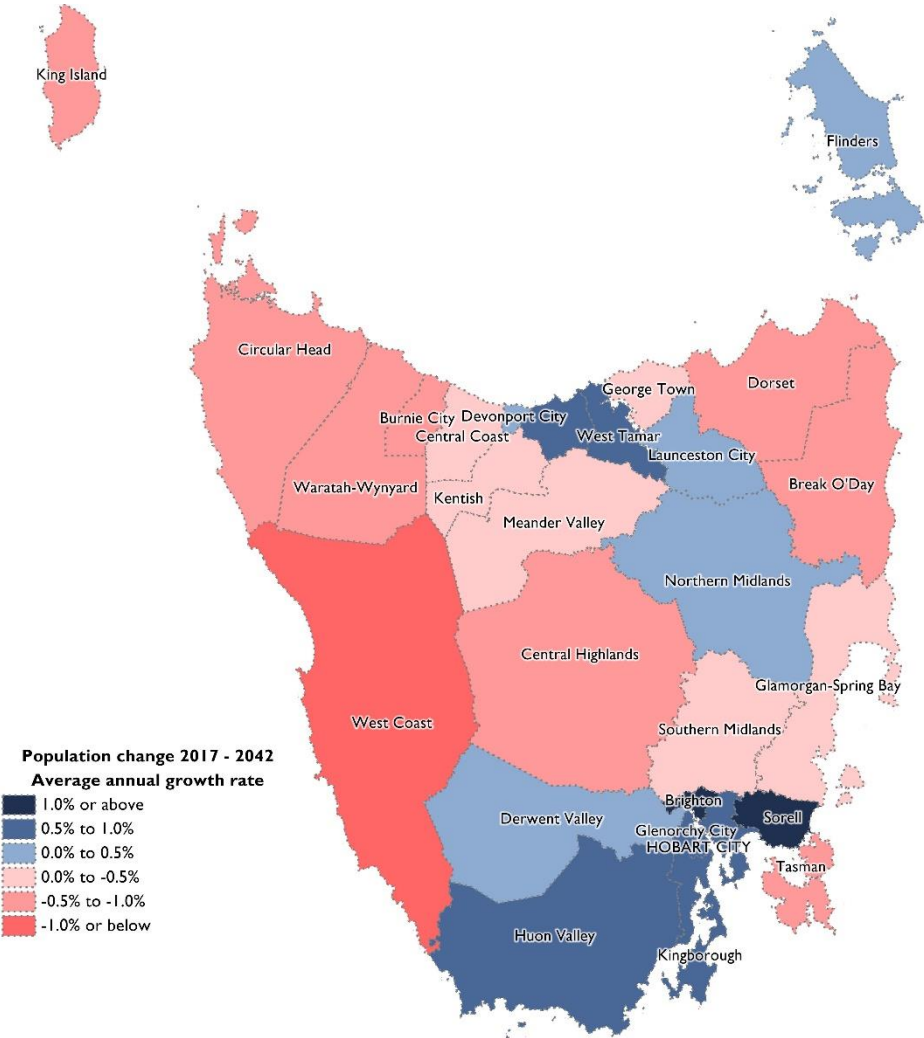 King Island
Flinders
Circular Head
George Town
Dorset
Burnie City
Devonport City
Central Coast
West Tamar
Launceston City
Waratah-Wynyard
Kentish
Break O'Day
Meander Valley
Northern Midlands
Central Highlands
Glamorgan-Spring Bay
West Coast
Southern Midlands
Population change 2017 - 2042
Average annual growth rate
1.0% or above
0.5% to 1.0%
0.0% to 0.5%
0.0% to -0.5%
-0.5% to -1.0%
-1.0% or below
Brighton
Derwent Valley
Sorell
Glenorchy City
HOBART CITY
Tasman
Huon Valley
Kingborough